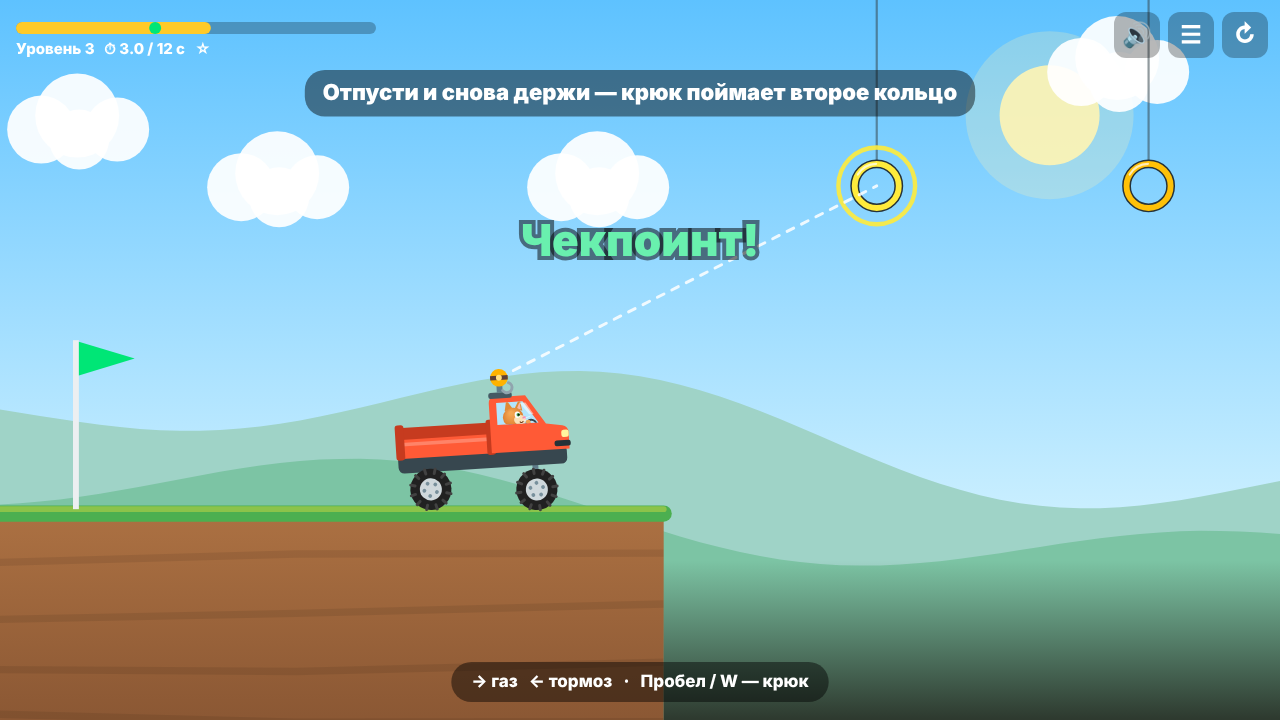 Уровень 3 ⏱ 3.0 / 12 с ☆
Отпусти и снова держи — крюк поймает второе кольцо
Чекпоинт!
→ газ ← тормоз · Пробел / W — крюк